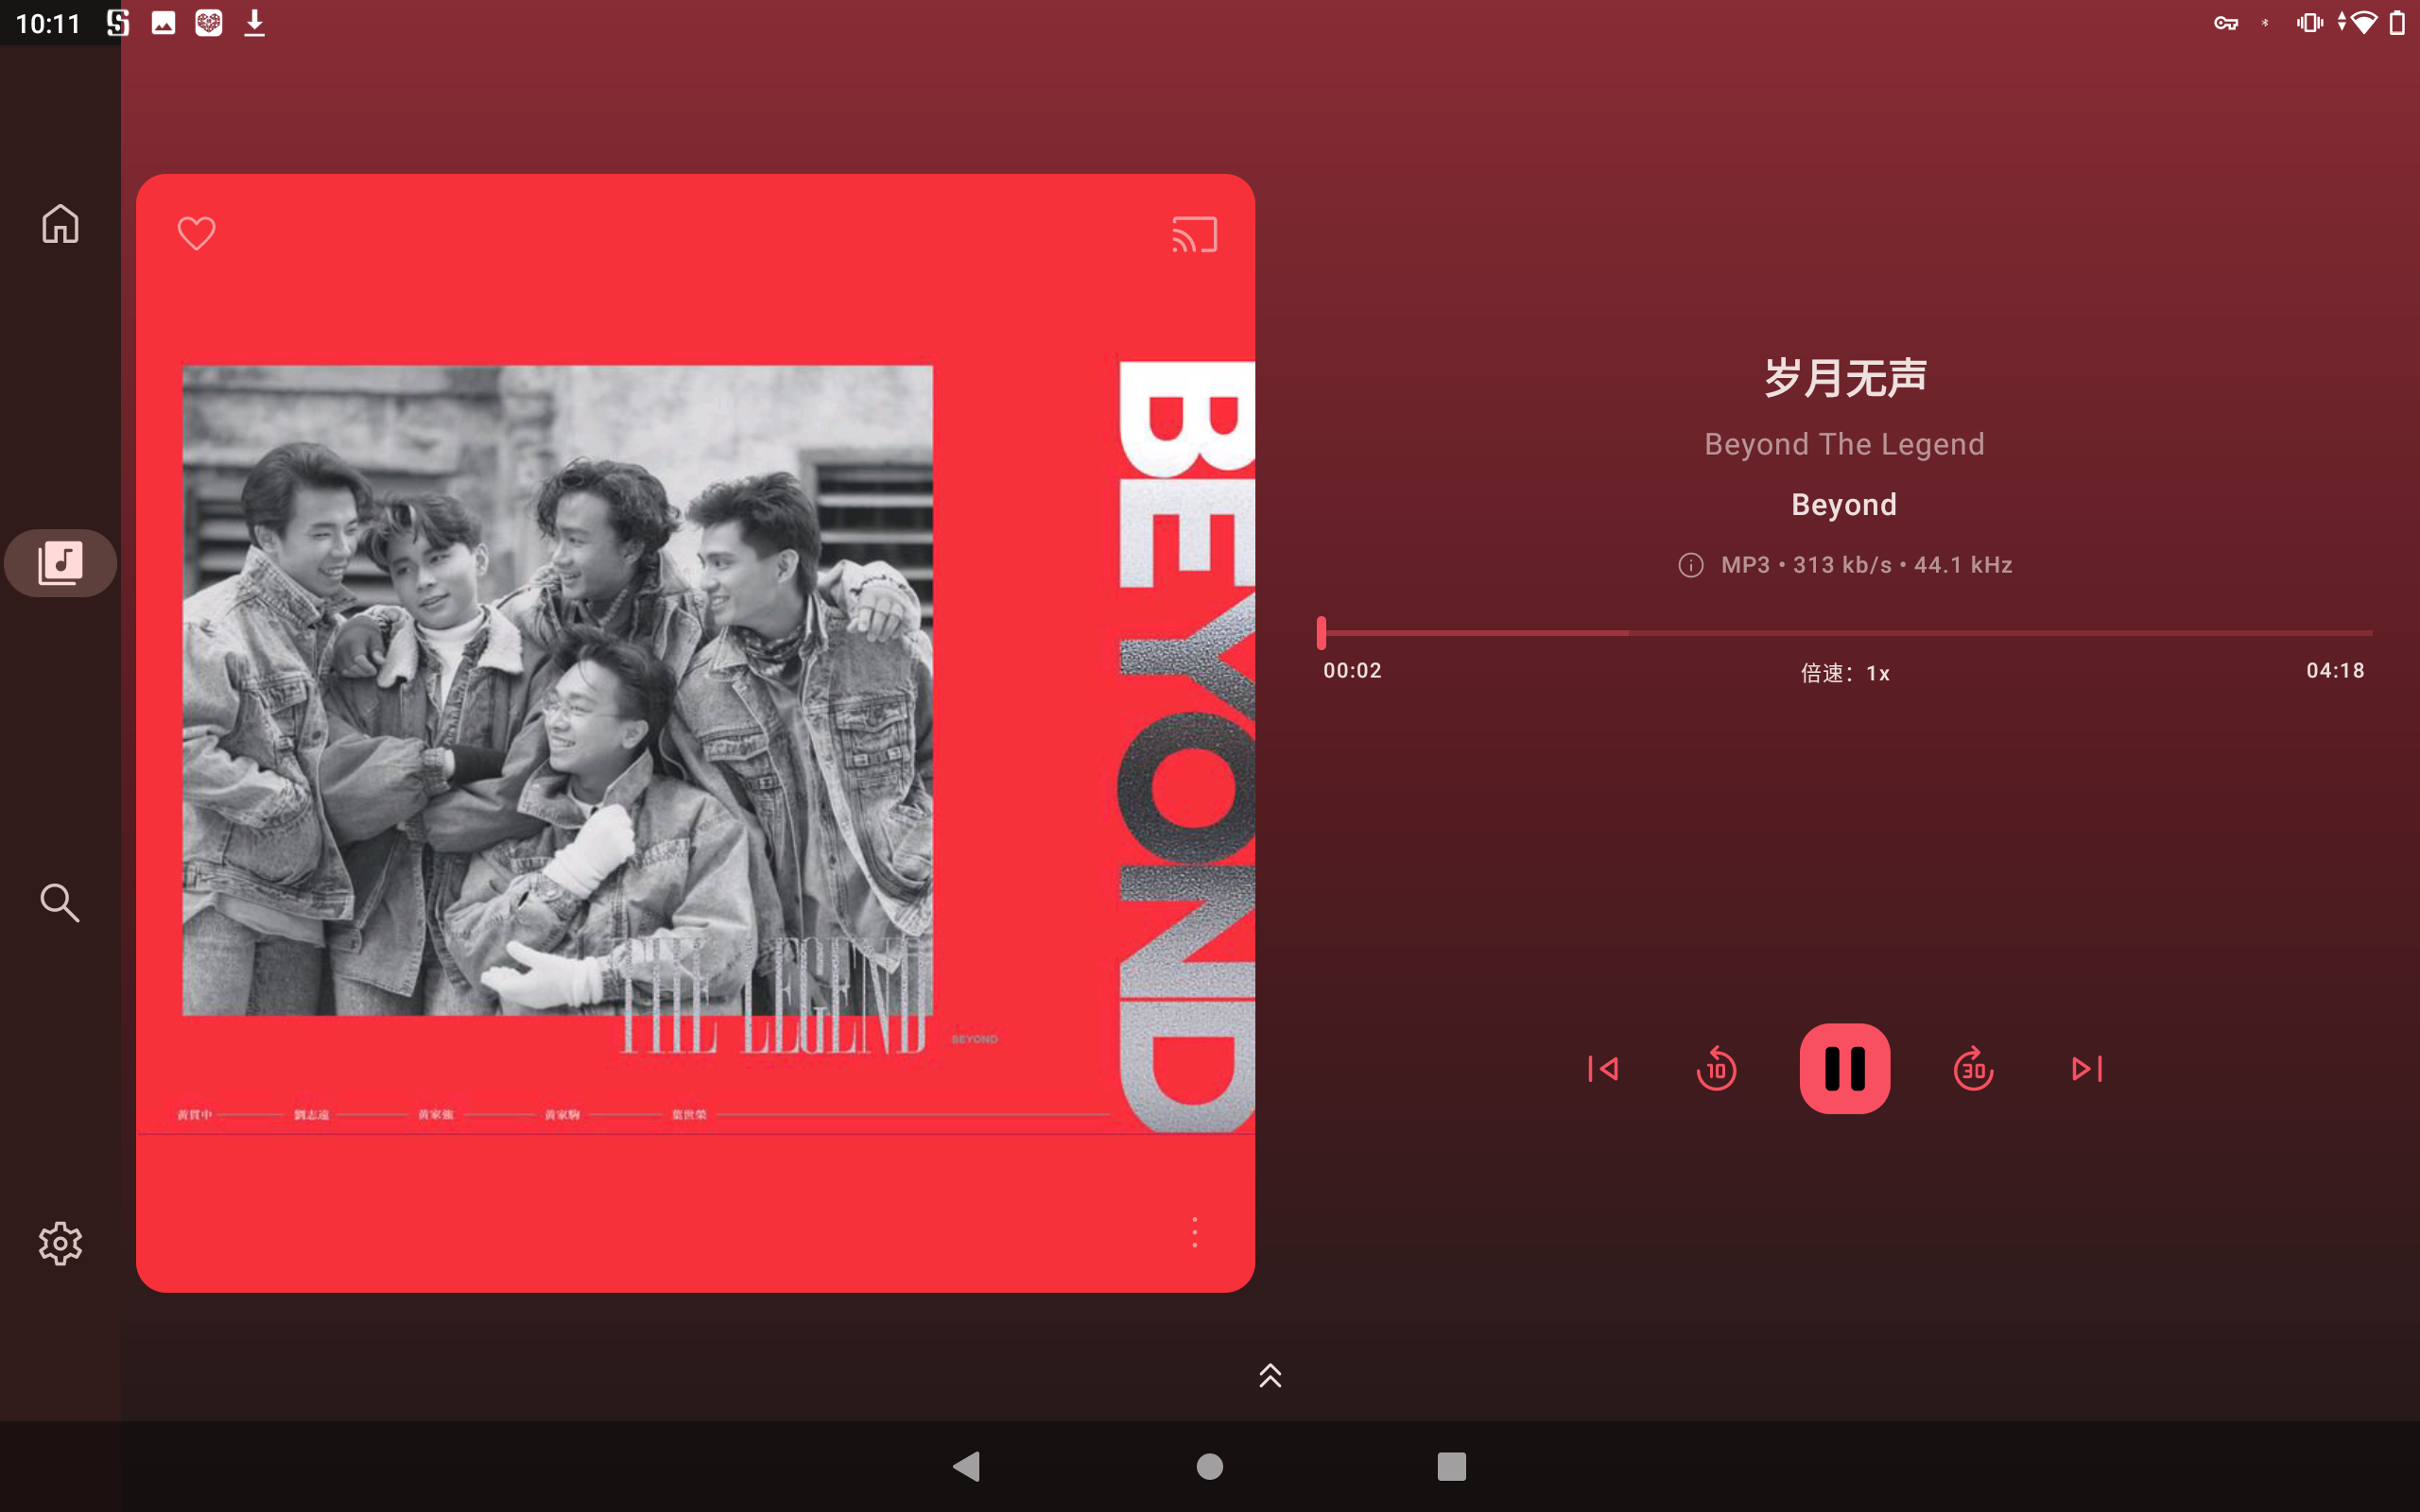 10:11
BEYOND
THE LEGEND
BEYOND
黃貫中 劉志遠 黃家強 黃家駒 葉世榮
岁月无声
Beyond The Legend
Beyond
MP3 • 313 kb/s • 44.1 kHz
00:02 倍速：1x 04:18
10 30